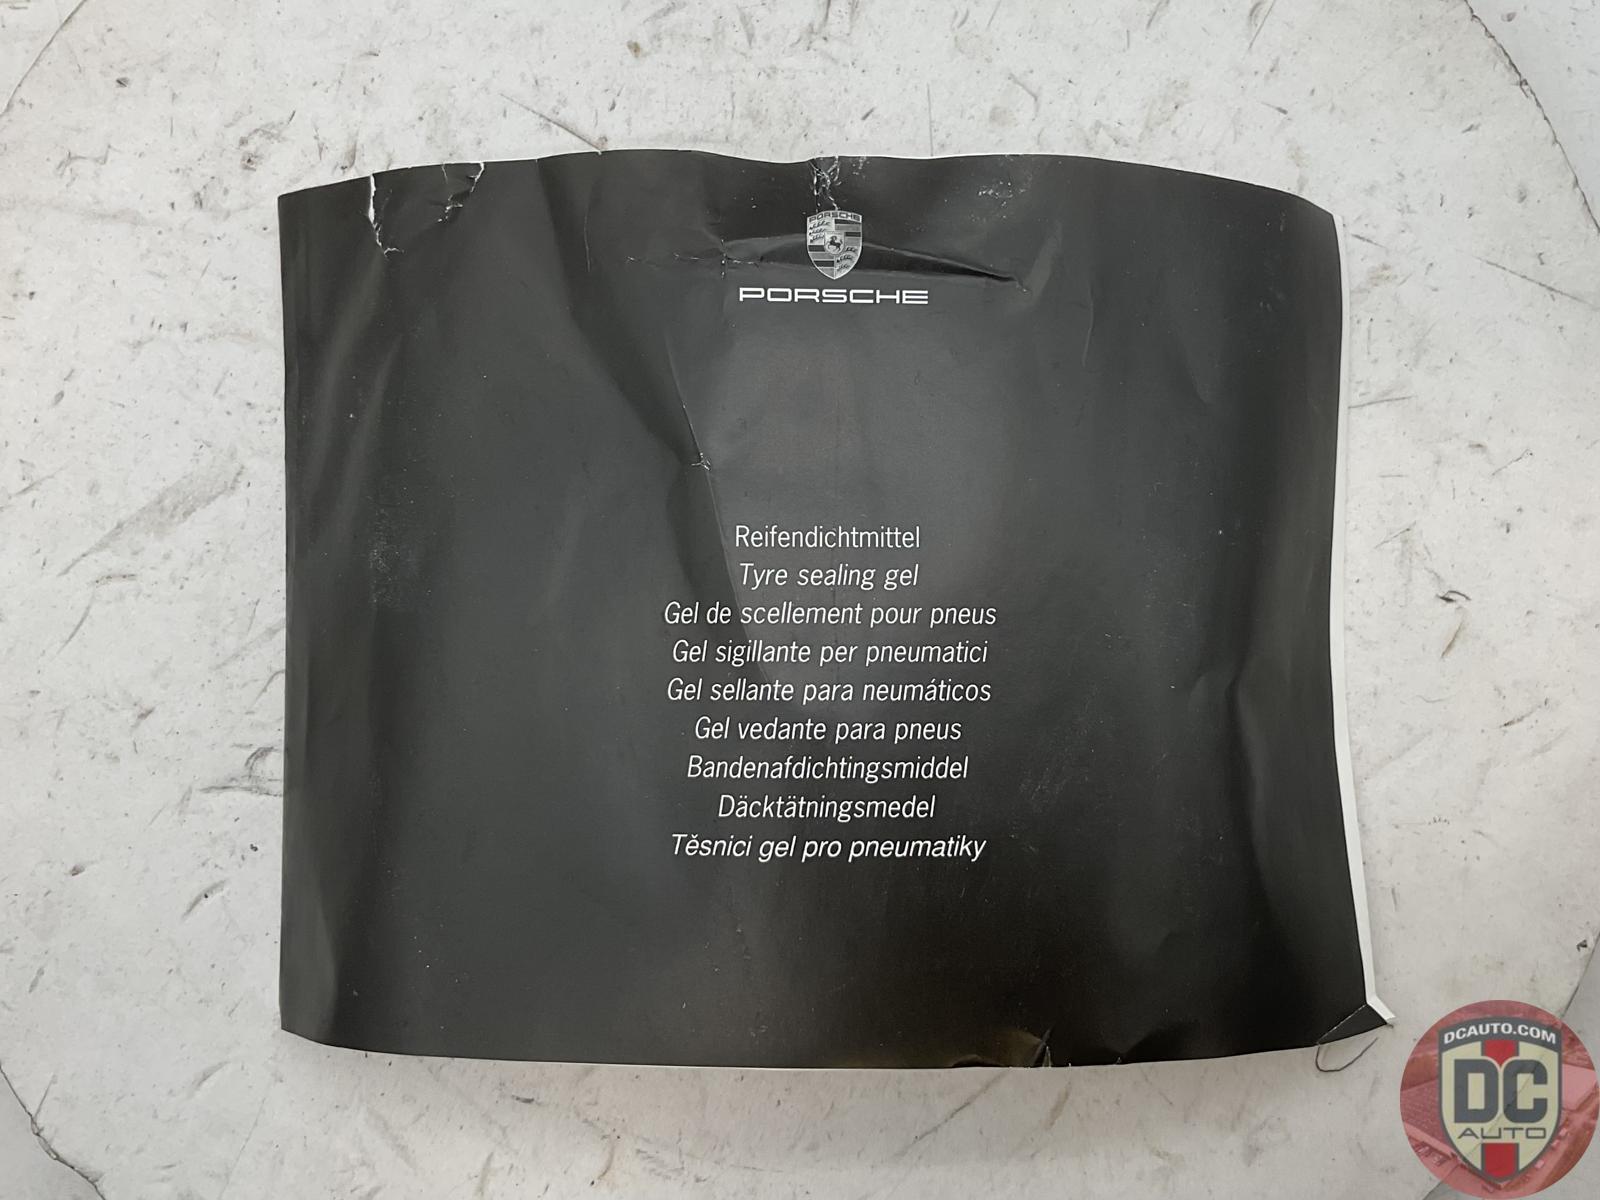 PORSCHE
PORSCHE
Reifendichtmittel
Tyre sealing gel
Gel de scellement pour pneus
Gel sigillante per pneumatici
Gel sellante para neumáticos
Gel vedante para pneus
Bandenafdichtingsmiddel
Däcktätningsmedel
Těsnici gel pro pneumatiky
DCAUTO.COM
DC
AUTO